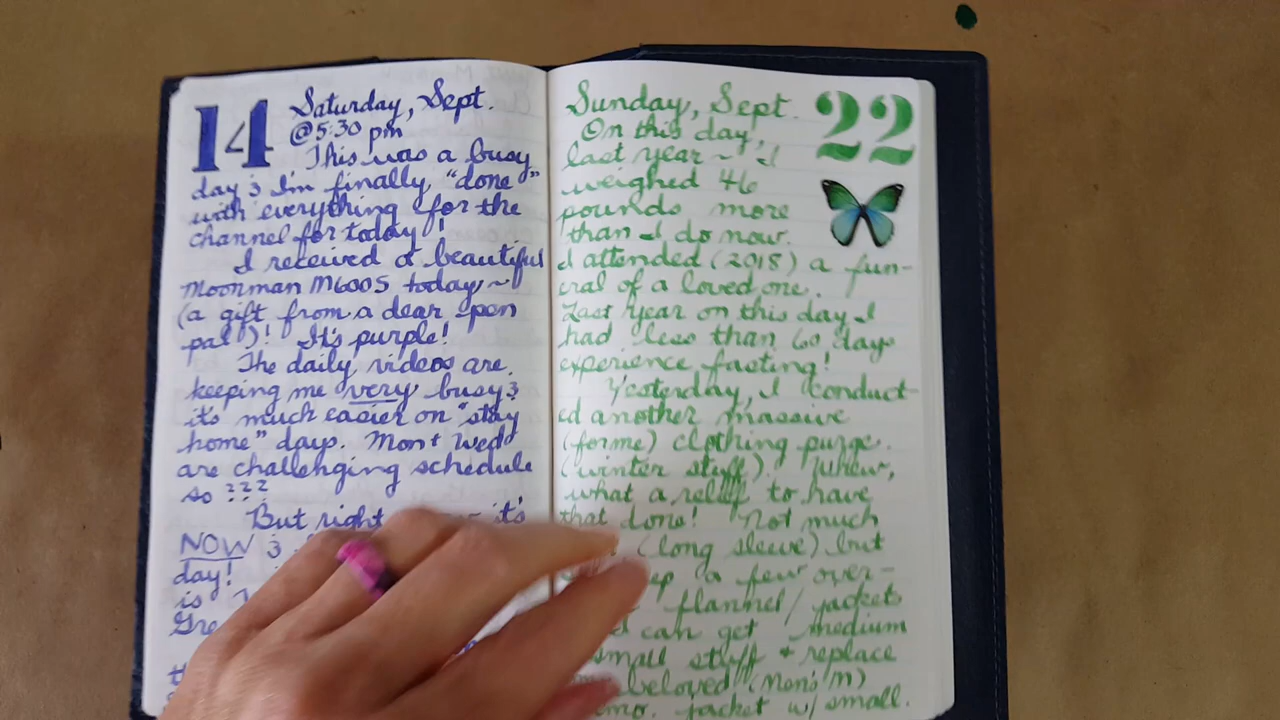 14 Saturday, Sept.
@5:30 pm
This was a busy
day & I'm finally "done"
with everything for the
channel for today!
I received a beautiful
Moonman M600S today ~
(a gift from a dear pen
pal)! It's purple!
The daily videos are
keeping me very busy &
it's much easier on "stay
home" days. Mon + Wed
are challenging schedule
so ???
But right it's
NOW &
day!
is
Gre
Sunday, Sept. 22
On this day,
last year ~ I
weighed 46
pounds more
than I do now.
I attended (2018) a fun-
eral of a loved one.
Last year on this day I
had less than 60 days
experience fasting!
Yesterday, I conduct-
ed another massive
(for me) clothing purge.
(winter stuff). Whew,
what a relief to have
that done! Not much
(long sleeve) but
a few over-
flannel/jackets
I can get medium
small stuff + replace
beloved (Men's M)
jacket w/ small.